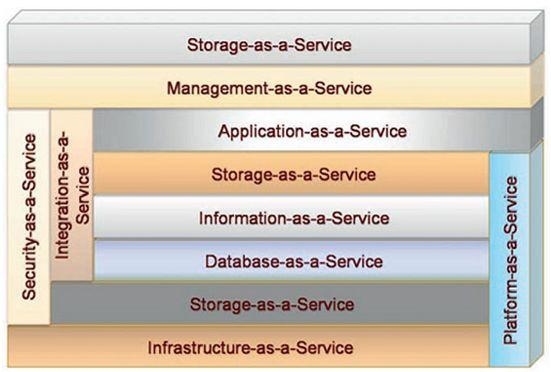 Storage-as-a-Service
Management-as-a-Service
Security-as-a-Service
Integration-as-a-
Service
Application-as-a-Service
Storage-as-a-Service
Information-as-a-Service
Database-as-a-Service
Storage-as-a-Service
Infrastructure-as-a-Service
Platform-as-a-Service